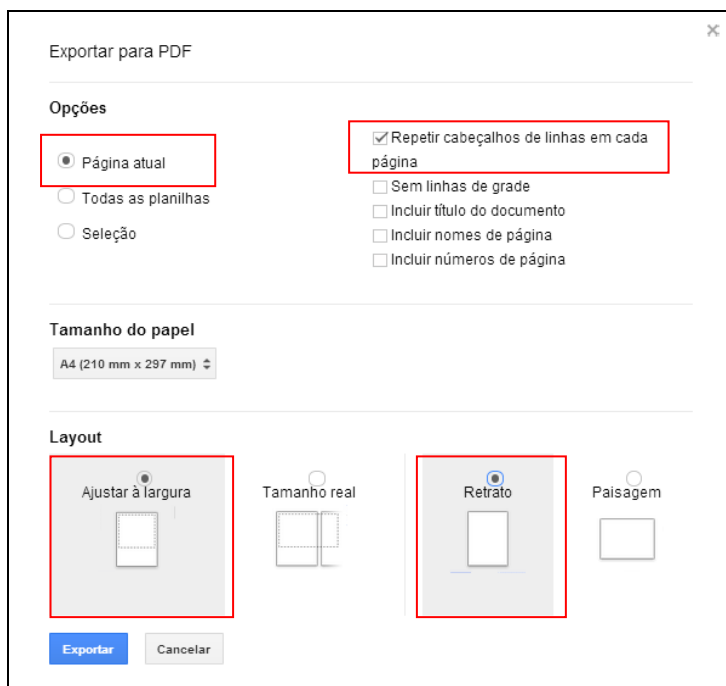 Exportar para PDF
Opções
Página atual
Todas as planilhas
Seleção
Repetir cabeçalhos de linhas em cada
página
Sem linhas de grade
Incluir título do documento
Incluir nomes de página
Incluir números de página
Tamanho do papel
A4 (210 mm x 297 mm)
Layout
Ajustar à largura
Tamanho real
Retrato
Paisagem
Exportar
Cancelar